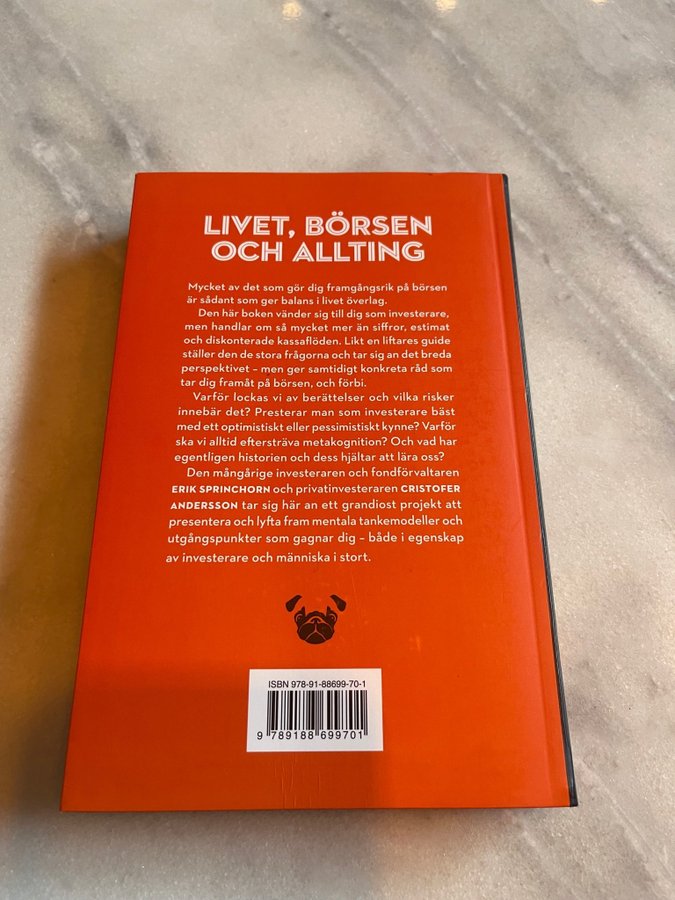 LIVET, BÖRSEN
OCH ALLTING
Mycket av det som gör dig framgångsrik på börsen
är sådant som ger balans i livet överlag.
Den här boken vänder sig till dig som investerare,
men handlar om så mycket mer än siffror, estimat
och diskonterade kassaflöden. Likt en liftares guide
ställer den de stora frågorna och tar sig an det breda
perspektivet – men ger samtidigt konkreta råd som
tar dig framåt på börsen, och förbi.
Varför lockas vi av berättelser och vilka risker
innebär det? Presterar man som investerare bäst
med ett optimistiskt eller pessimistiskt kynne? Varför
ska vi alltid eftersträva metakognition? Och vad har
egentligen historien och dess hjältar att lära oss?
Den mångårige investeraren och fondförvaltaren
ERIK SPRINCHORN och privatinvesteraren CRISTOFER
ANDERSSON tar sig här an ett grandiost projekt att
presentera och lyfta fram mentala tankemodeller och
utgångspunkter som gagnar dig – både i egenskap
av investerare och människa i stort.
ISBN 978-91-88699-70-1
9 789188 699701